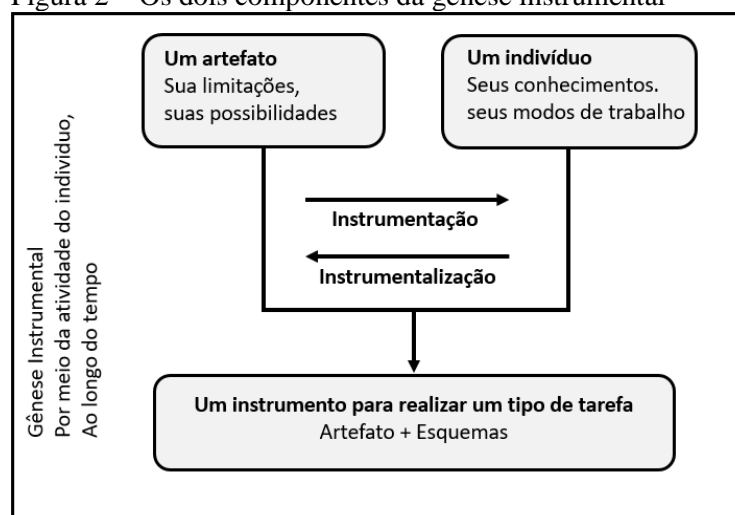 Figura 2 – Os dois componentes da gênese instrumental
Um artefato
Sua limitações,
suas possibilidades
Um indivíduo
Seus conhecimentos.
seus modos de trabalho
Instrumentação
Instrumentalização
Gênese Instrumental
Por meio da atividade do individuo,
Ao longo do tempo
Um instrumento para realizar um tipo de tarefa
Artefato + Esquemas